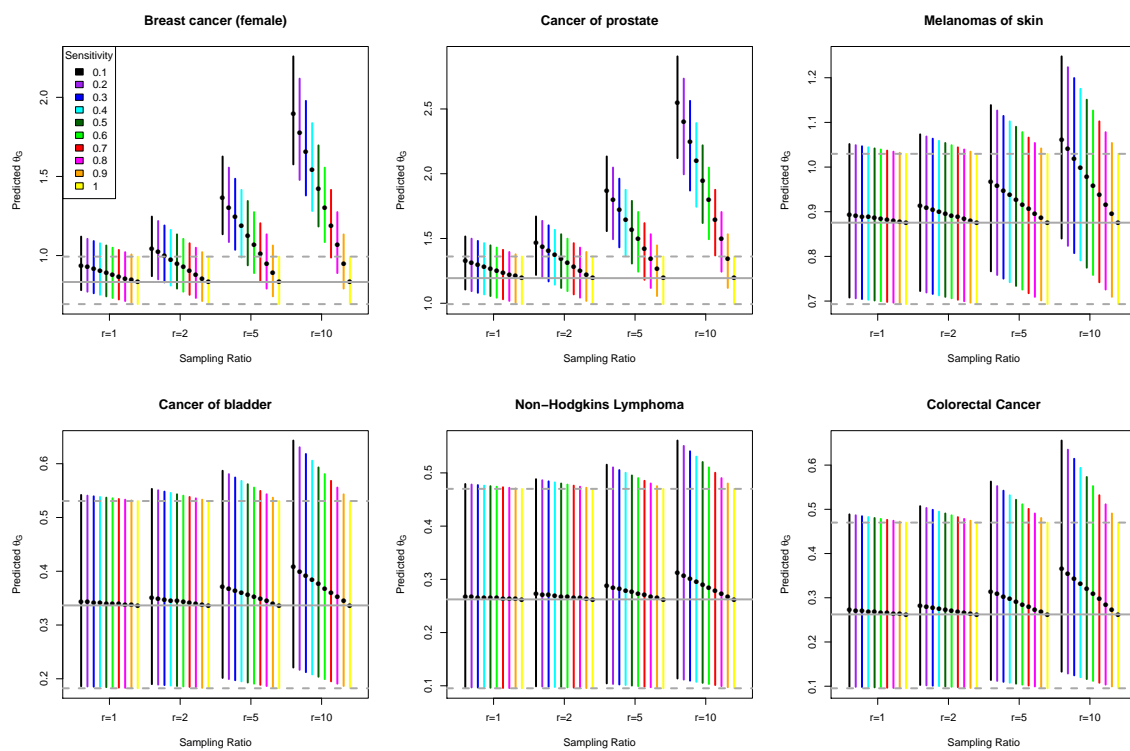 Breast cancer (female)
Predicted θG
2.0
1.5
1.0
Sensitivity
0.1
0.2
0.3
0.4
0.5
0.6
0.7
0.8
0.9
1
r=1 r=2 r=5 r=10
Sampling Ratio
Cancer of prostate
Predicted θG
2.5
2.0
1.5
1.0
r=1 r=2 r=5 r=10
Sampling Ratio
Melanomas of skin
Predicted θG
1.2
1.1
1.0
0.9
0.8
0.7
r=1 r=2 r=5 r=10
Sampling Ratio
Cancer of bladder
Predicted θG
0.6
0.5
0.4
0.3
0.2
r=1 r=2 r=5 r=10
Sampling Ratio
Non−Hodgkins Lymphoma
Predicted θG
0.5
0.4
0.3
0.2
0.1
r=1 r=2 r=5 r=10
Sampling Ratio
Colorectal Cancer
Predicted θG
0.6
0.5
0.4
0.3
0.2
0.1
r=1 r=2 r=5 r=10
Sampling Ratio